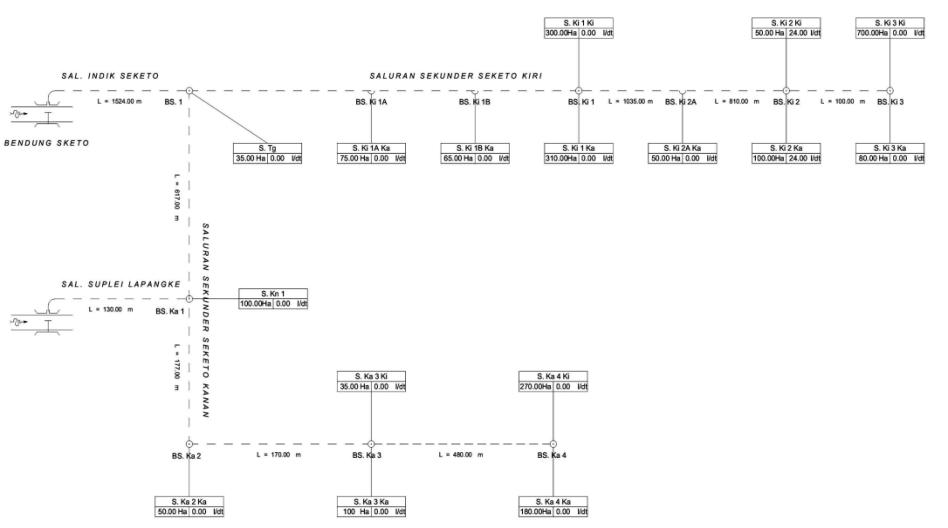 S. Ki 1 Ki
300.00Ha 0.00 l/dt
S. Ki 2 Ki
50.00 Ha 24.00 l/dt
S. Ki 3 Ki
700.00Ha 0.00 l/dt
SAL. INDIK SEKETO
SALURAN SEKUNDER SEKETO KIRI
L = 1524.00 m
BS. 1
BS. Ki 1A
BS. Ki 1B
BS. Ki 1
L = 1035.00 m
BS. Ki 2A
L = 810.00 m
BS. Ki 2
L = 100.00 m
BS. Ki 3
BENDUNG SKETO
S. Tg
35.00 Ha 0.00 l/dt
S. Ki 1A Ka
75.00 Ha 0.00 l/dt
S. Ki 1B Ka
65.00 Ha 0.00 l/dt
S. Ki 1 Ka
310.00Ha 0.00 l/dt
S. Ki 2A Ka
50.00 Ha 0.00 l/dt
S. Ki 2 Ka
100.00Ha 24.00 l/dt
S. Ki 3 Ka
80.00 Ha 0.00 l/dt
L = 617.00 m
SALURAN SEKUNDER SEKETO KANAN
SAL. SUPLEI LAPANGKE
L = 130.00 m
BS. Ka 1
S. Kn 1
100.00Ha 0.00 l/dt
L = 177.00 m
S. Ka 3 Ki
35.00 Ha 0.00 l/dt
S. Ka 4 Ki
270.00Ha 0.00 l/dt
BS. Ka 2
L = 170.00 m
BS. Ka 3
L = 480.00 m
BS. Ka 4
S. Ka 2 Ka
50.00 Ha 0.00 l/dt
S. Ka 3 Ka
100 Ha 0.00 l/dt
S. Ka 4 Ka
180.00Ha 0.00 l/dt